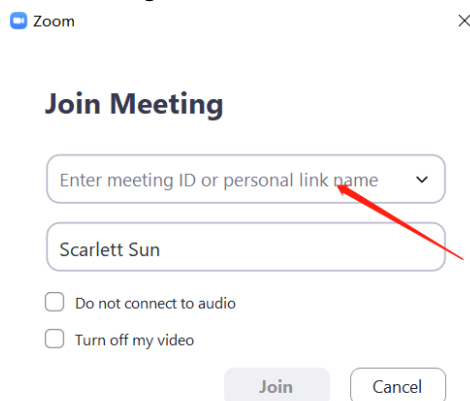 Zoom
Join Meeting
Enter meeting ID or personal link name
Scarlett Sun
Do not connect to audio
Turn off my video
Join Cancel